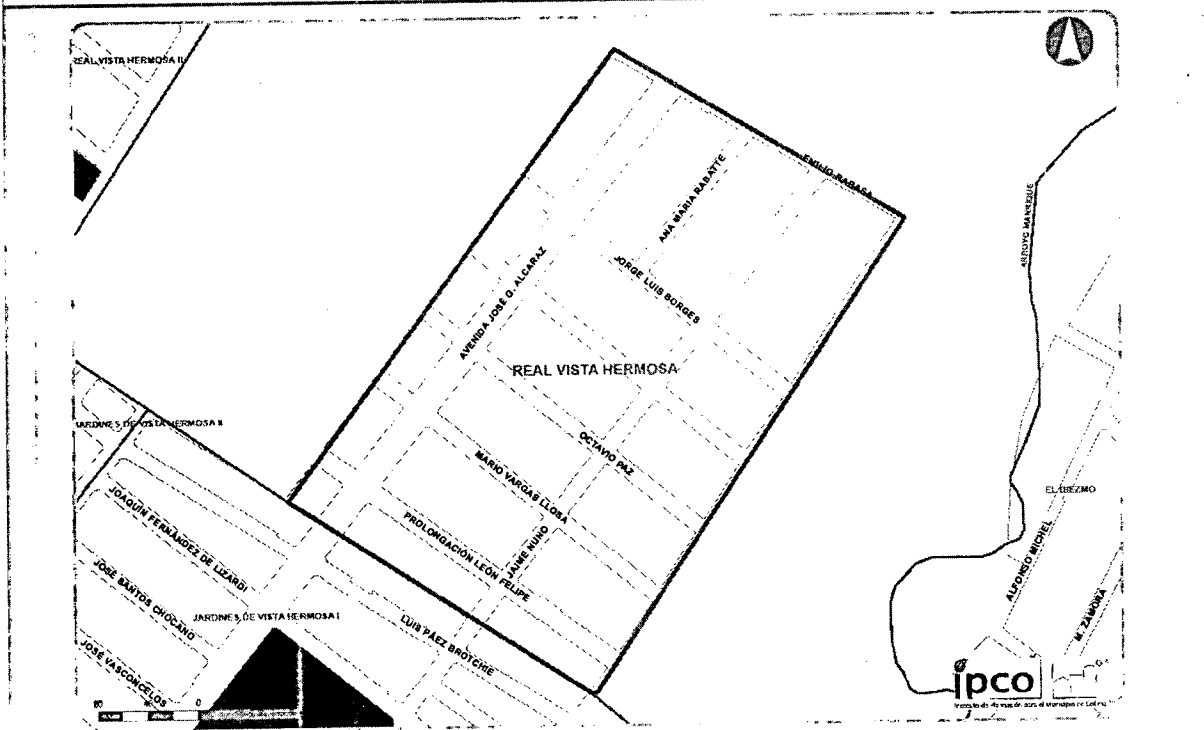 REAL VISTA HERMOSA II
EMILIO RABASA
ANA MARIA RABATTE
ARROYO MANRIQUE
JORGE LUIS BORGES
AVENIDA JOSÉ G. ALCARAZ
REAL VISTA HERMOSA
JARDINES DE VISTA HERMOSA II
OCTAVIO PAZ
MARIO VARGAS LLOSA
EL DIEZMO
JOAQUÍN FERNÁNDEZ DE LIZARDI
PROLONGACIÓN LEÓN FELIPE
JAIME NUNO
ALFONSO MICHEL
JOSÉ SANTOS CHOCANO
M. ZAMORA
JARDINES DE VISTA HERMOSA I
LUIS PÁEZ BROTCHIE
JOSÉ VASCONCELOS
ipco